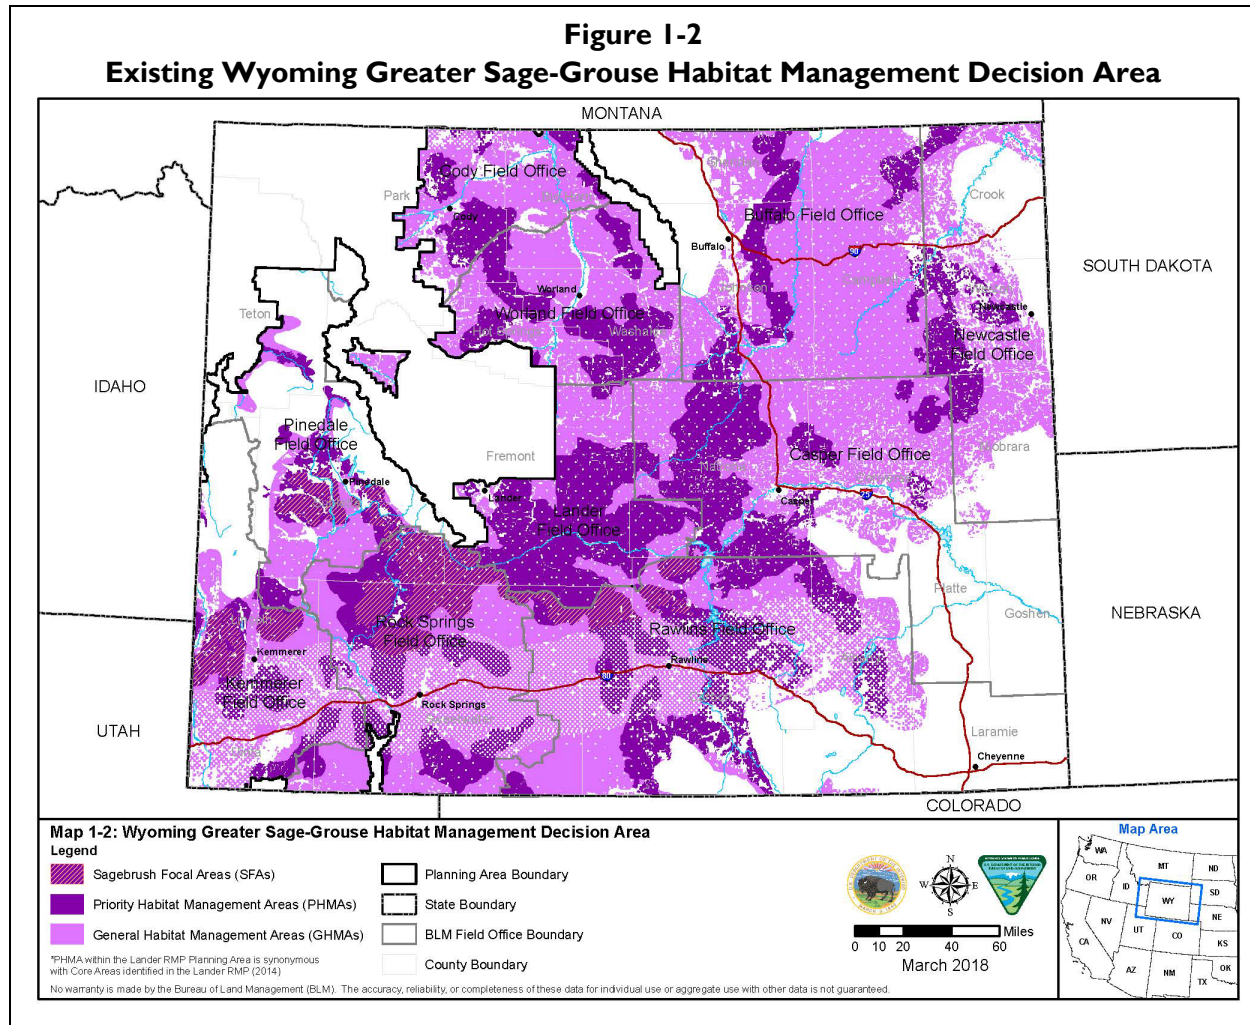 Figure 1-2
Existing Wyoming Greater Sage-Grouse Habitat Management Decision Area
MONTANA
Cody Field Office
Park
Crook
Cody
Buffalo Field Office
Buffalo
90
SOUTH DAKOTA
Johnson
Worland
Newcastle
Teton
Worland Field Office
Hot Springs
Washakie
Newcastle
Field Office
IDAHO
Pinedale
Field Office
Fremont
Niobrara
Casper Field Office
Natrona
Pinedale
Lander
Casper
25
Lander
Field Office
Platte
Goshen
NEBRASKA
Lincoln
Rock Springs
Field Office
Rawlins Field Office
Kemmerer
Rawlins
80
Kemmerer
Field Office
Rock Springs
Sweetwater
UTAH
Laramie
Cheyenne
COLORADO
Map 1-2: Wyoming Greater Sage-Grouse Habitat Management Decision Area
Legend
Sagebrush Focal Areas (SFAs)
Priority Habitat Management Areas (PHMAs)
General Habitat Management Areas (GHMAs)
*PHMA within the Lander RMP Planning Area is synonymous
with Core Areas identified in the Lander RMP (2014)
Planning Area Boundary
State Boundary
BLM Field Office Boundary
County Boundary
N
W E
S
Miles
0 10 20 40 60
March 2018
No warranty is made by the Bureau of Land Management (BLM). The accuracy, reliability, or completeness of these data for individual use or aggregate use with other data is not guaranteed.
Map Area
WA
MT
ND
OR
ID
SD
WY
NE
NV
UT
CO
KS
CA
AZ
NM
OK
TX